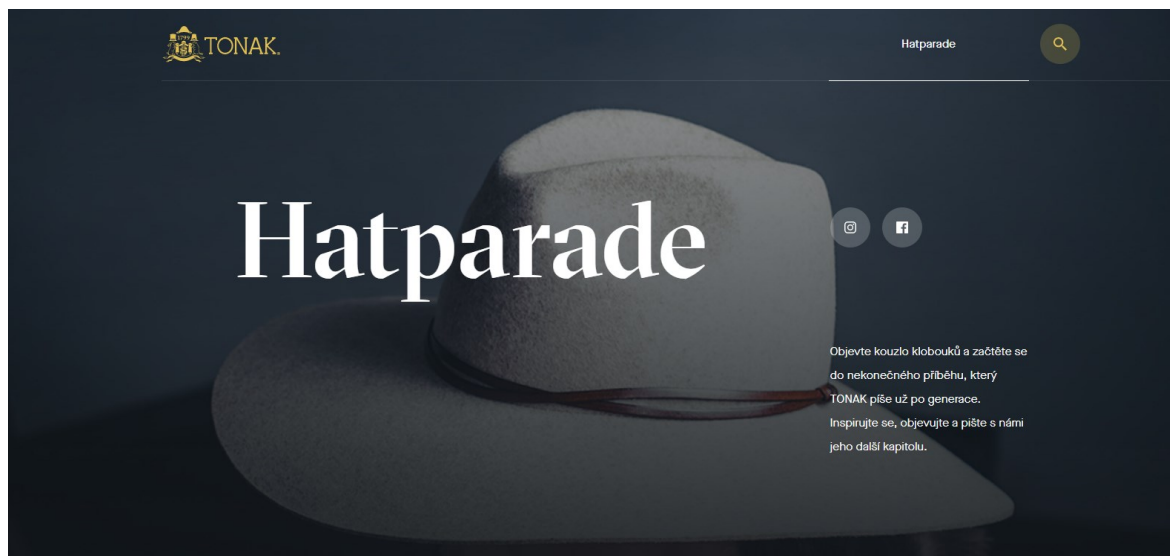 1799
TONAK.
Hatparade
Hatparade
Objevte kouzlo klobouků a začtěte se
do nekonečného příběhu, který
TONAK píše už po generace.
Inspirujte se, objevujte a pište s námi
jeho další kapitolu.